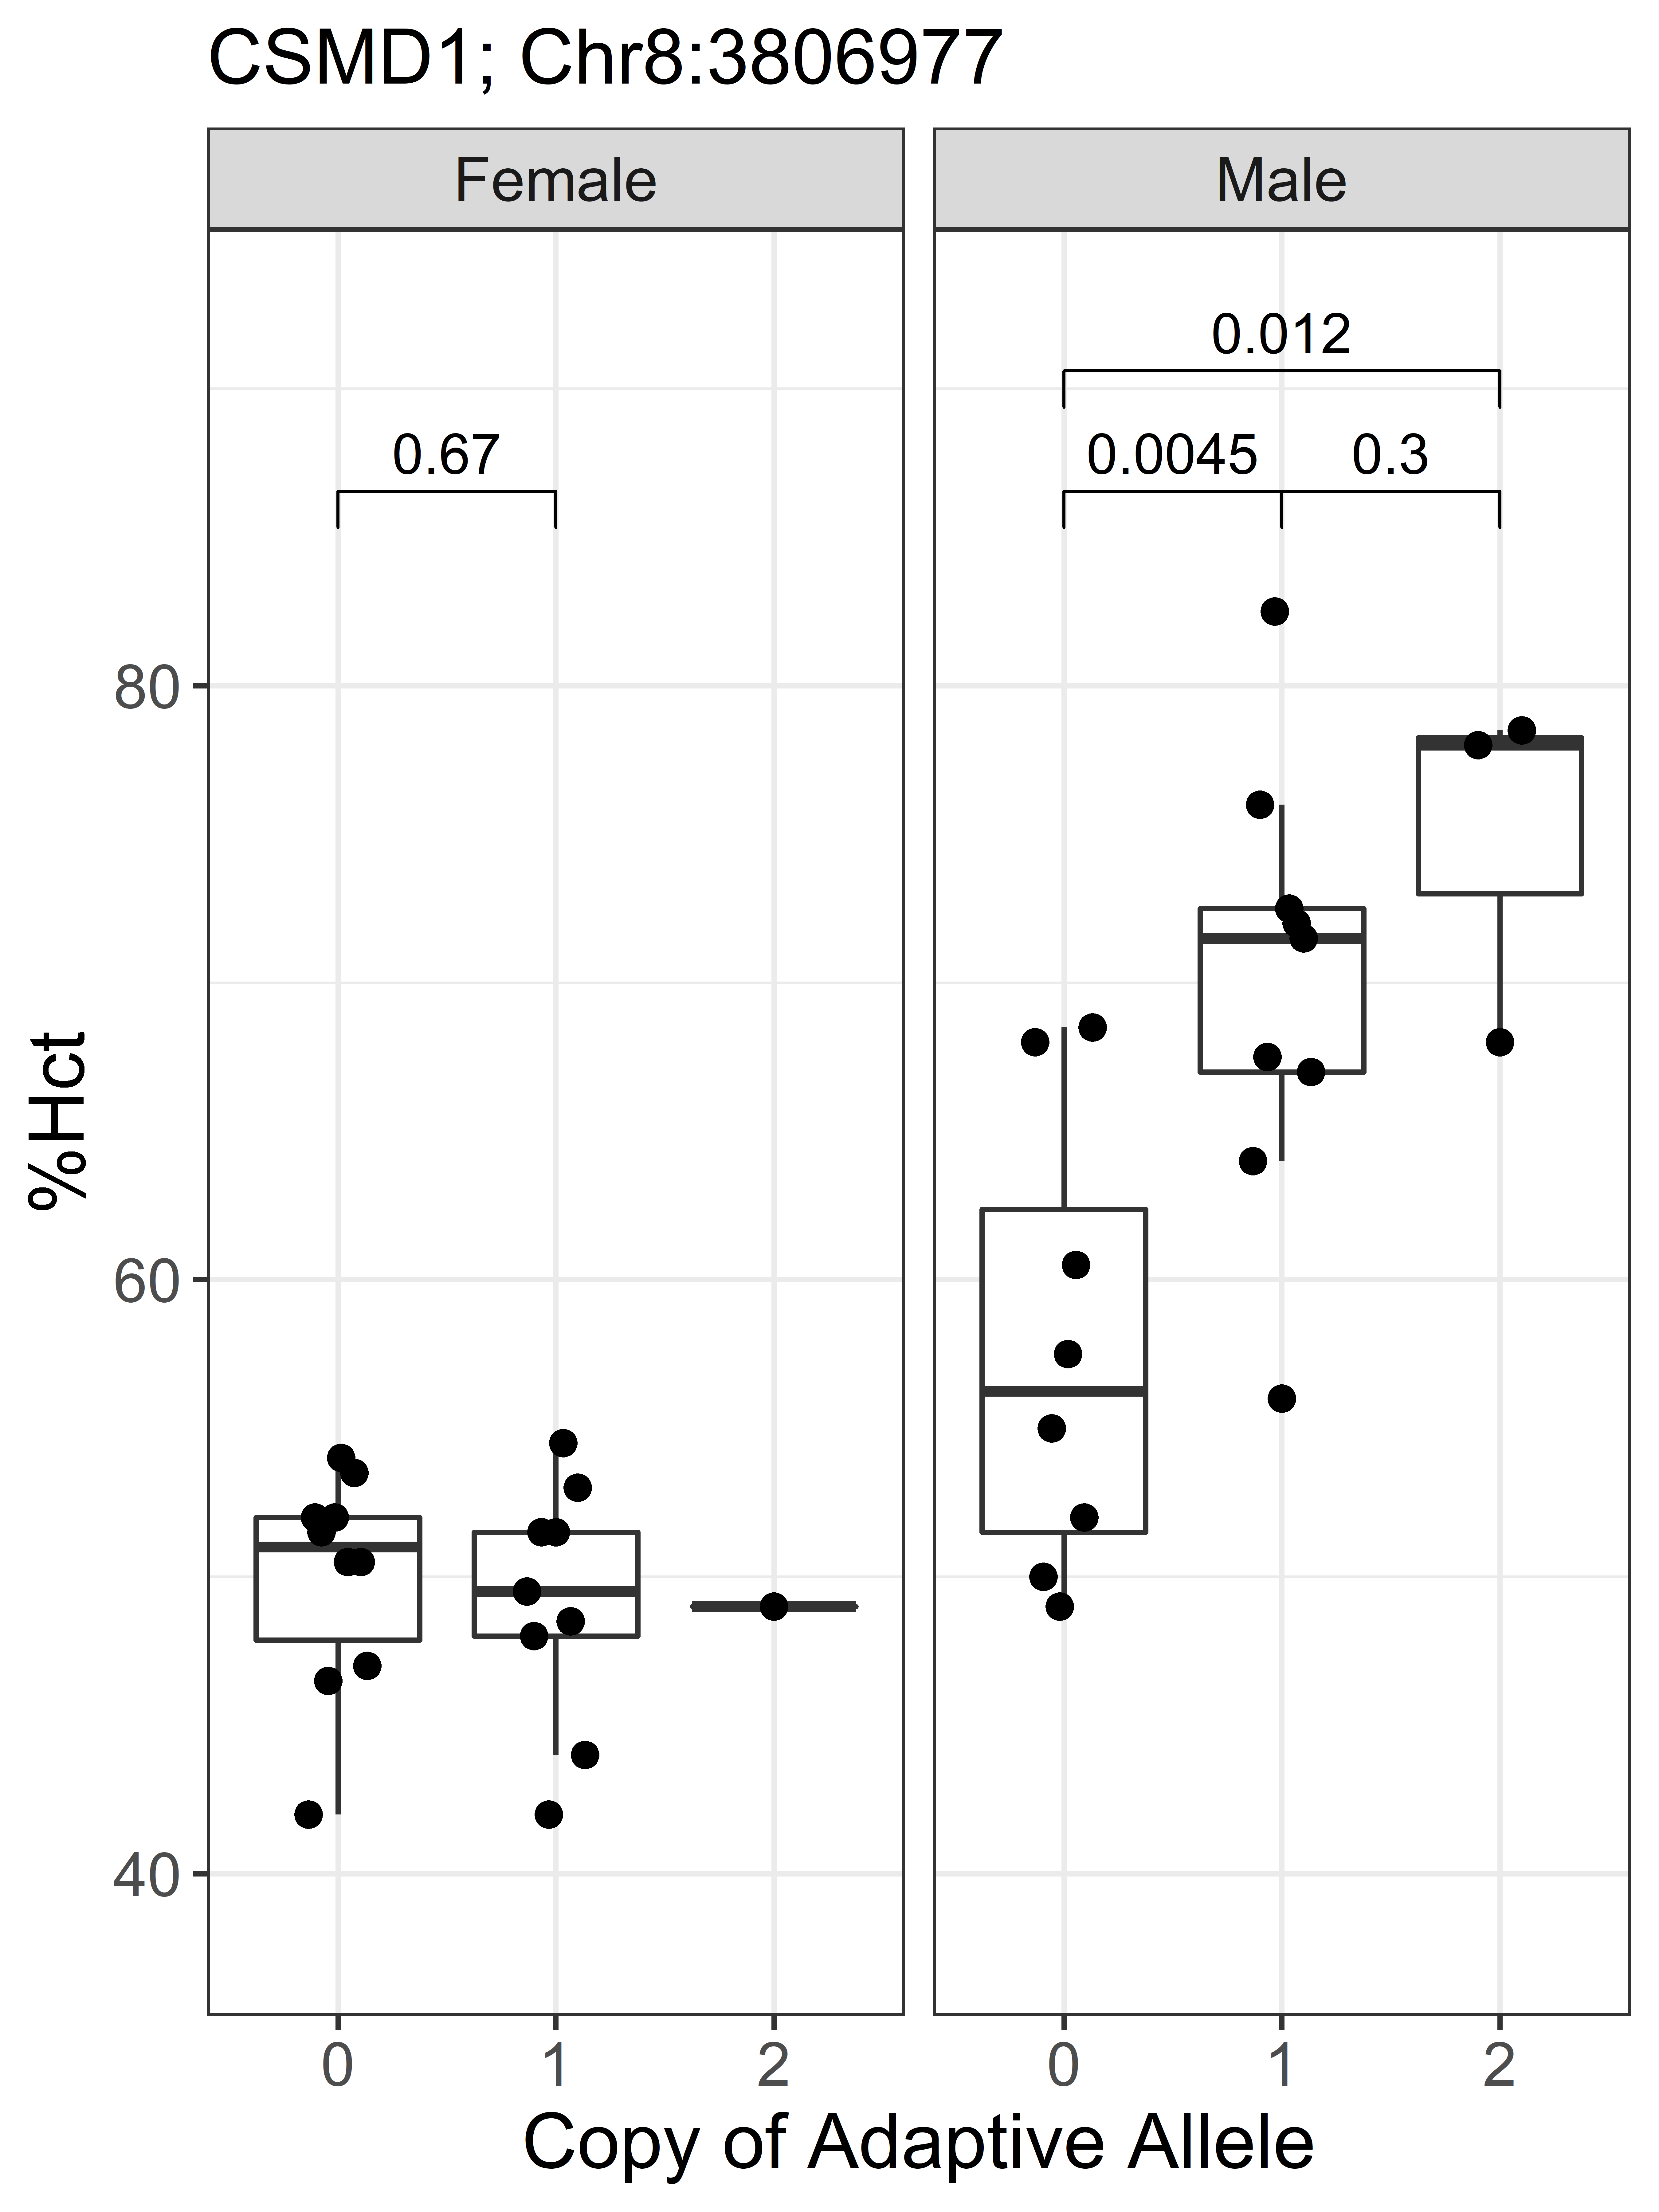 CSMD1; Chr8:3806977
Female
Male
0.012
0.67
0.0045
0.3
80
60
40
%Hct
0 1 2
0 1 2
Copy of Adaptive Allele